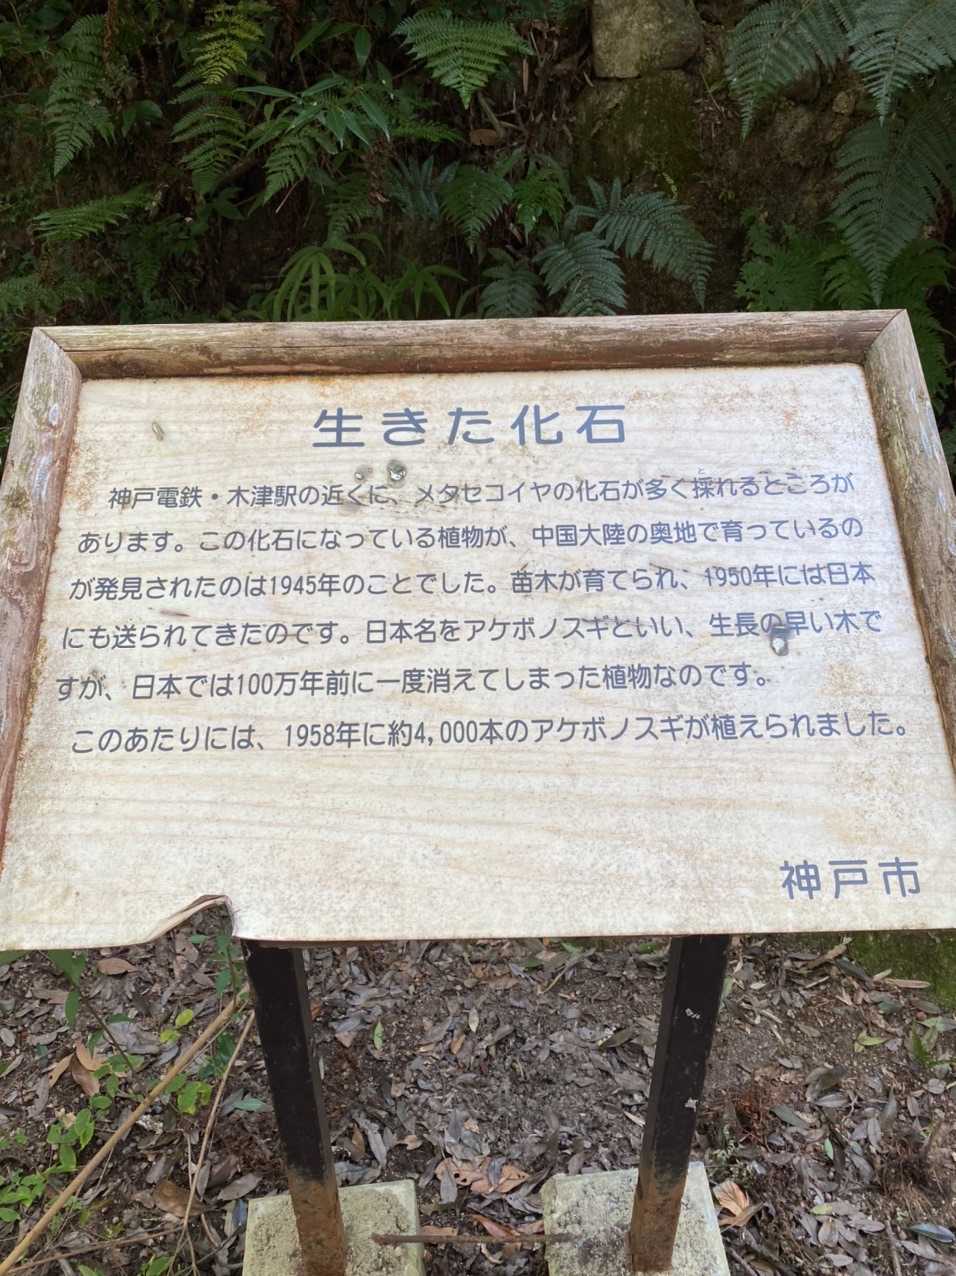 生きた化石
神戸電鉄・木津駅の近くに、メタセコイヤの化石が多く採れるところが
と
あります。この化石になっている植物が、中国大陸の奥地で育っているの
が発見されたのは1945年のことでした。苗木が育てられ、1950年には日本
にも送られてきたのです。日本名をアケボノスギといい、生長の早い木で
すが、日本では100万年前に一度消えてしまった植物なのです。
このあたりには、1958年に約4,000本のアケボノスギが植えられました。
神戸市